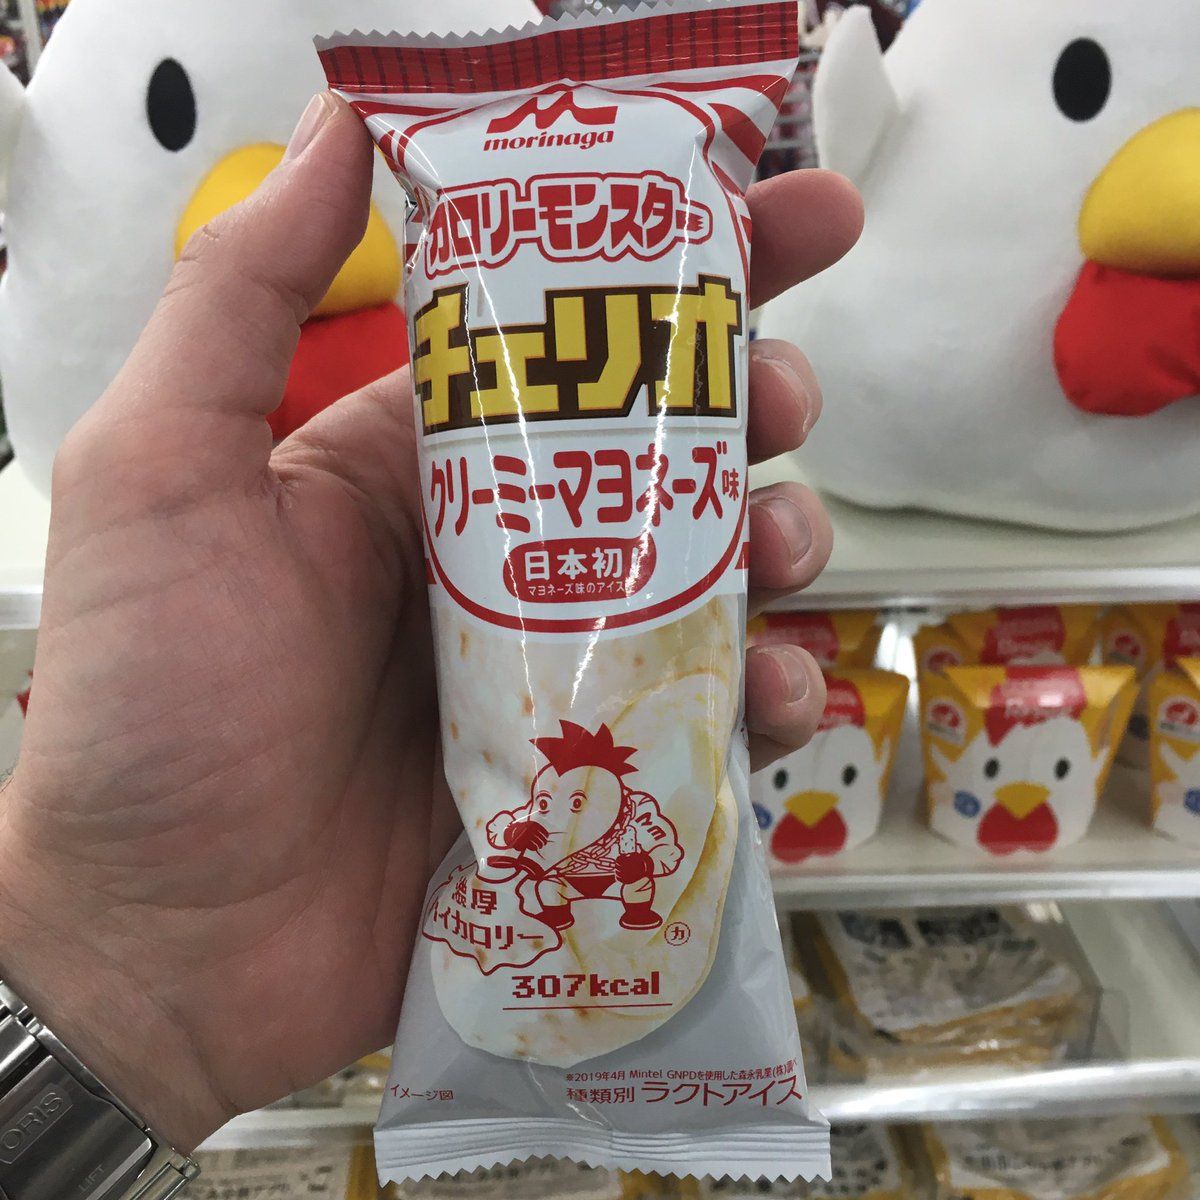 morinaga
カロリーモンスター
チェリオ
クリーミーマヨネーズ味
日本初!
マヨネーズ味のアイス
濃厚
ハイカロリー
カ
307kcal
※2019年4月 Mintel GNPDを使用した森永乳業(株)調べ
イメージ図
種類別 ラクトアイス
ORIS
LIFT